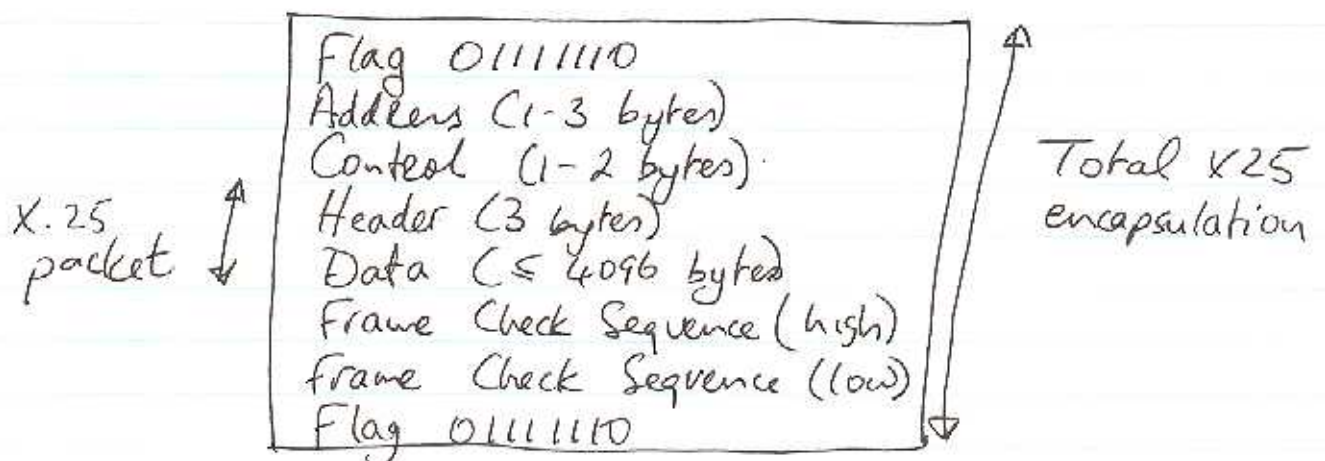 Flag 01111110
Address (1-3 bytes)
Control (1-2 bytes).
Header (3 bytes)
Data (≤ 4096 bytes)
Frame Check Sequence (high)
Frame Check Sequence (low)
Flag 01111110
X.25
packet
Total X25
encapsulation